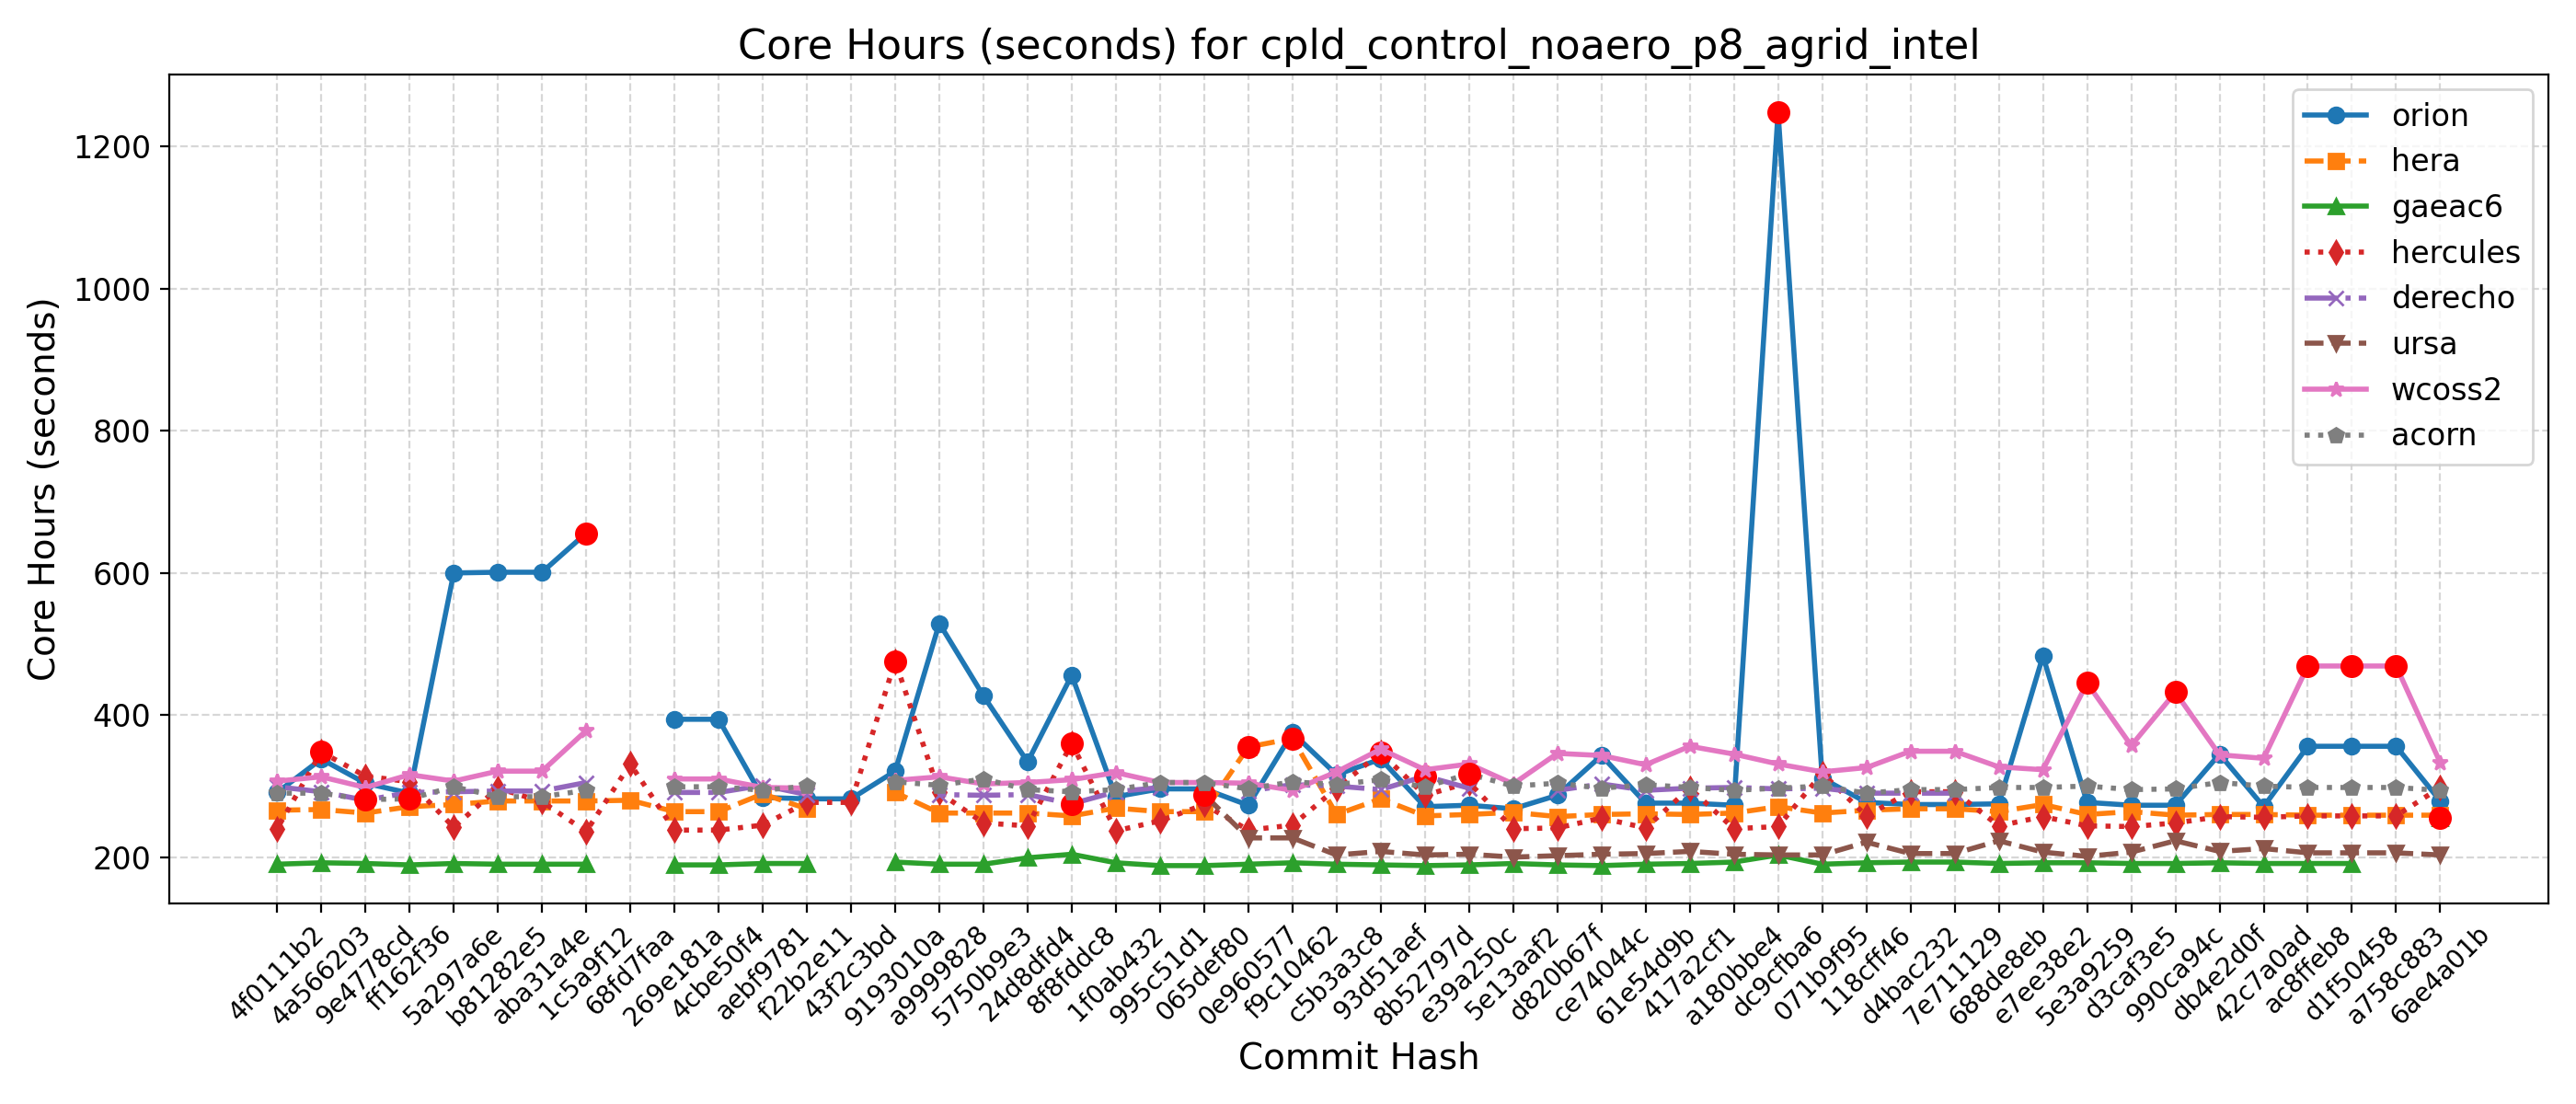 Core Hours (seconds) for cpld_control_noaero_p8_agrid_intel
Core Hours (seconds)
1200
1000
800
600
400
200
orion
hera
gaeac6
hercules
derecho
ursa
wcoss2
acorn
4f0111b2
4a566203
9e4778cd
ff162f36
5a297a6e
b81282e5
aba31a4e
1c5a9f12
68fd7faa
269e181a
4cbe50f4
aebf9781
f22b2e11
43f2c3bd
9193010a
a9999828
5750b9e3
24d8dfd4
8f8fddc8
1f0ab432
995c51d1
065def80
0e960577
f9c10462
c5b3a3c8
93d51aef
8b52797d
e39a250c
5e13aaf2
d820b67f
ce74044c
61e54d9b
417a2cf1
a180bbe4
dc9cfba6
071b9f95
118cff46
d4bac232
7e711129
688de8eb
e7ee38e2
5e3a9259
d3caf3e5
990ca94c
db4e2d0f
42c7a0ad
ac8ffeb8
d1f50458
a758c883
6ae4a01b
Commit Hash